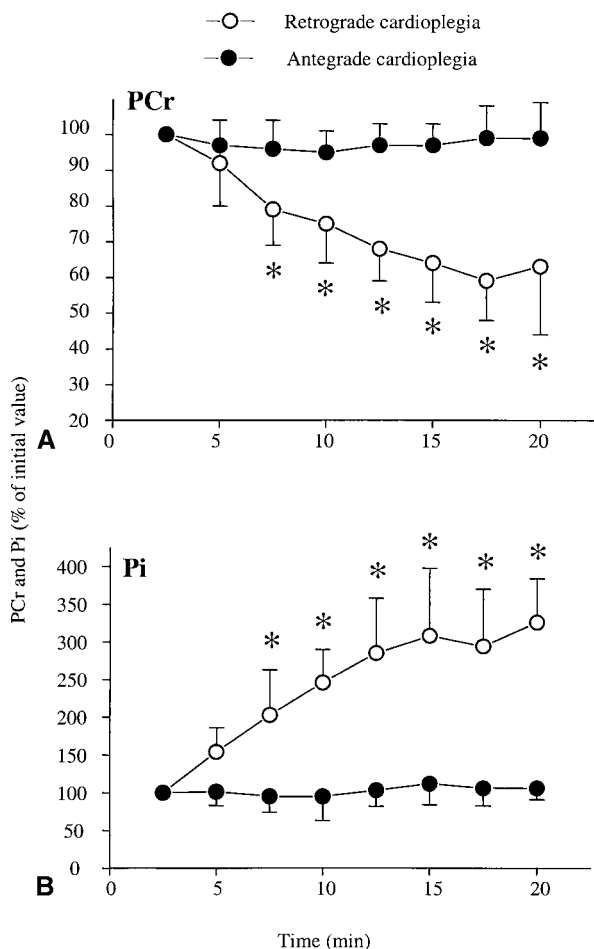 Retrograde cardioplegia
Antegrade cardioplegia
PCr
100
90
80
70
60
50
40
30
20
A
0 5 10 15 20
* * * * * *
PCr and Pi (% of initial value)
Pi
400
350
300
250
200
150
100
50
0
B
0 5 10 15 20
* * * * * *
Time (min)